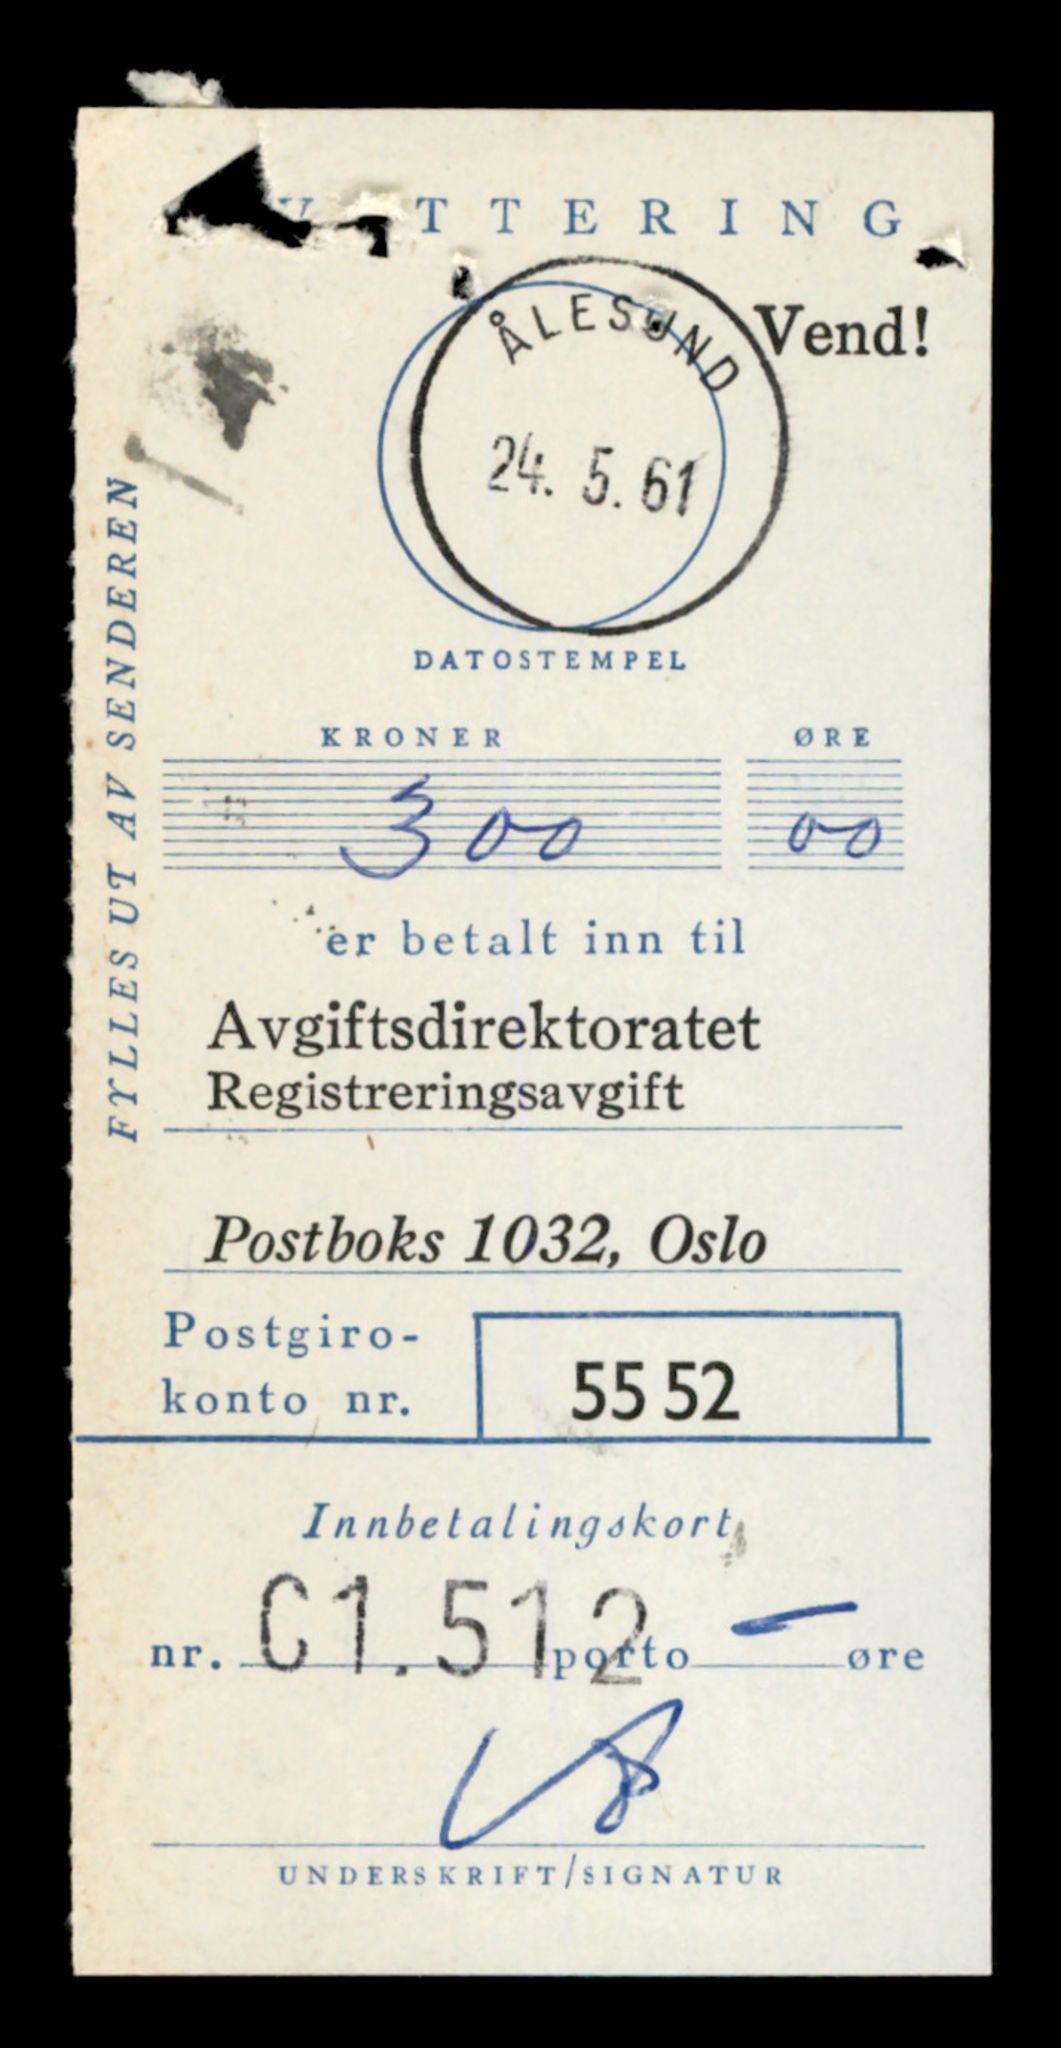 V TTERING
Vend!
ÅLESUND
24. 5. 61
DATOSTEMPEL
FYLLES UT AV SENDEREN
KRONER ØRE
300 00
er betalt inn til
Avgiftsdirektoratet
Registreringsavgift
Postboks 1032, Oslo
Postgiro-
konto nr. 55 52
Innbetalingskort
nr. C1.512 porto — øre
UNDERSKRIFT/SIGNATUR